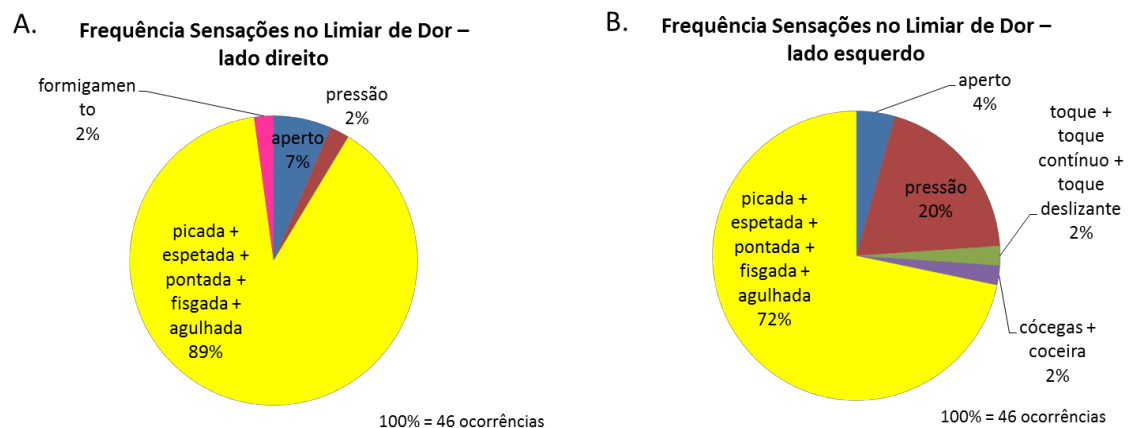 A.
Frequência Sensações no Limiar de Dor –
lado direito
formigamen
to
2%
pressão
2%
aperto
7%
picada +
espetada +
pontada +
fisgada +
agulhada
89%
100% = 46 ocorrências
B.
Frequência Sensações no Limiar de Dor –
lado esquerdo
aperto
4%
toque +
toque
contínuo +
toque
deslizante
2%
pressão
20%
picada +
espetada +
pontada +
fisgada +
agulhada
72%
cócegas +
coceira
2%
100% = 46 ocorrências